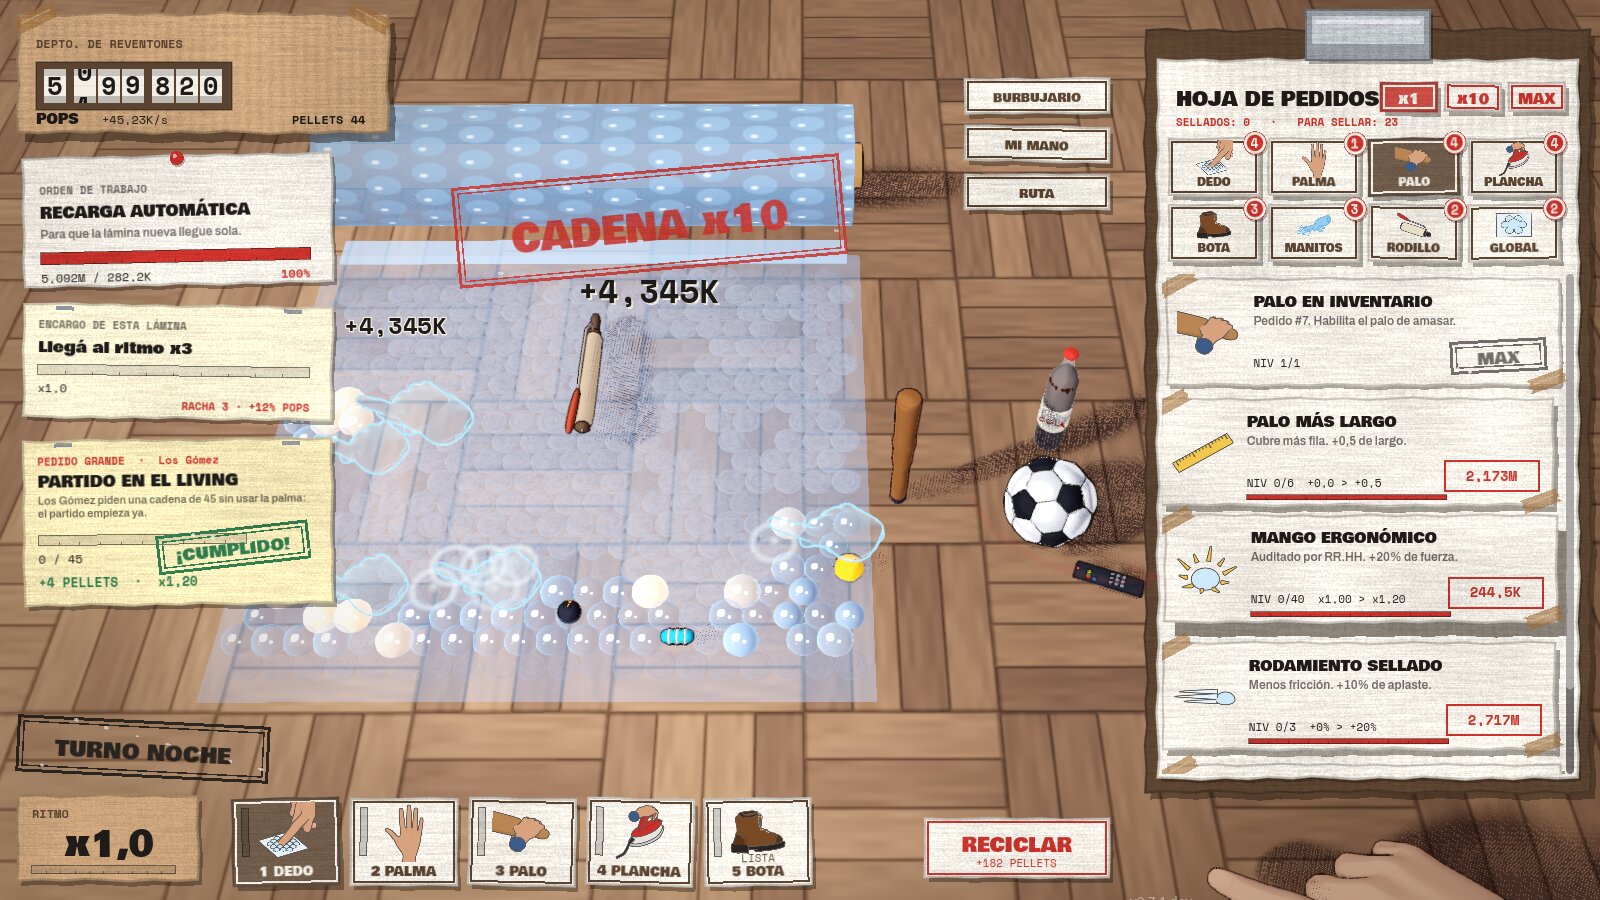 DEPTO. DE REVENTONES
5 99 820
POPS +45,23K/s PELLETS 44
ORDEN DE TRABAJO
RECARGA AUTOMÁTICA
Para que la lámina nueva llegue sola.
5,092M / 282.2K 100%
ENCARGO DE ESTA LÁMINA
Llegá al ritmo x3
x1,0
RACHA 3 · +12% POPS
PEDIDO GRANDE · Los Gómez
PARTIDO EN EL LIVING
Los Gómez piden una cadena de 45 sin usar la palma:
el partido empieza ya.
¡CUMPLIDO!
0 / 45
+4 PELLETS · x1,20
TURNO NOCHE
RITMO
x1,0
CADENA x10
+4,345K
+4,345K
1 DEDO
2 PALMA
3 PALO
4 PLANCHA
LISTA
5 BOTA
BURBUJARIO
MI MANO
RUTA
RECICLAR
+182 PELLETS
HOJA DE PEDIDOS x1 x10 MAX
SELLADOS: 0 · PARA SELLAR: 23
4 1 4 4
DEDO PALMA PALO PLANCHA
3 3 2 2
BOTA MANITOS RODILLO GLOBAL
PALO EN INVENTARIO
Pedido #7. Habilita el palo de amasar.
NIV 1/1 MAX
PALO MÁS LARGO
Cubre más fila. +0,5 de largo.
NIV 0/6 +0,0 > +0,5 2,173M
MANGO ERGONÓMICO
Auditado por RR.HH. +20% de fuerza.
NIV 0/40 x1,00 > x1,20 244,5K
RODAMIENTO SELLADO
Menos fricción. +10% de aplaste.
NIV 0/3 +0% > +20% 2,717M